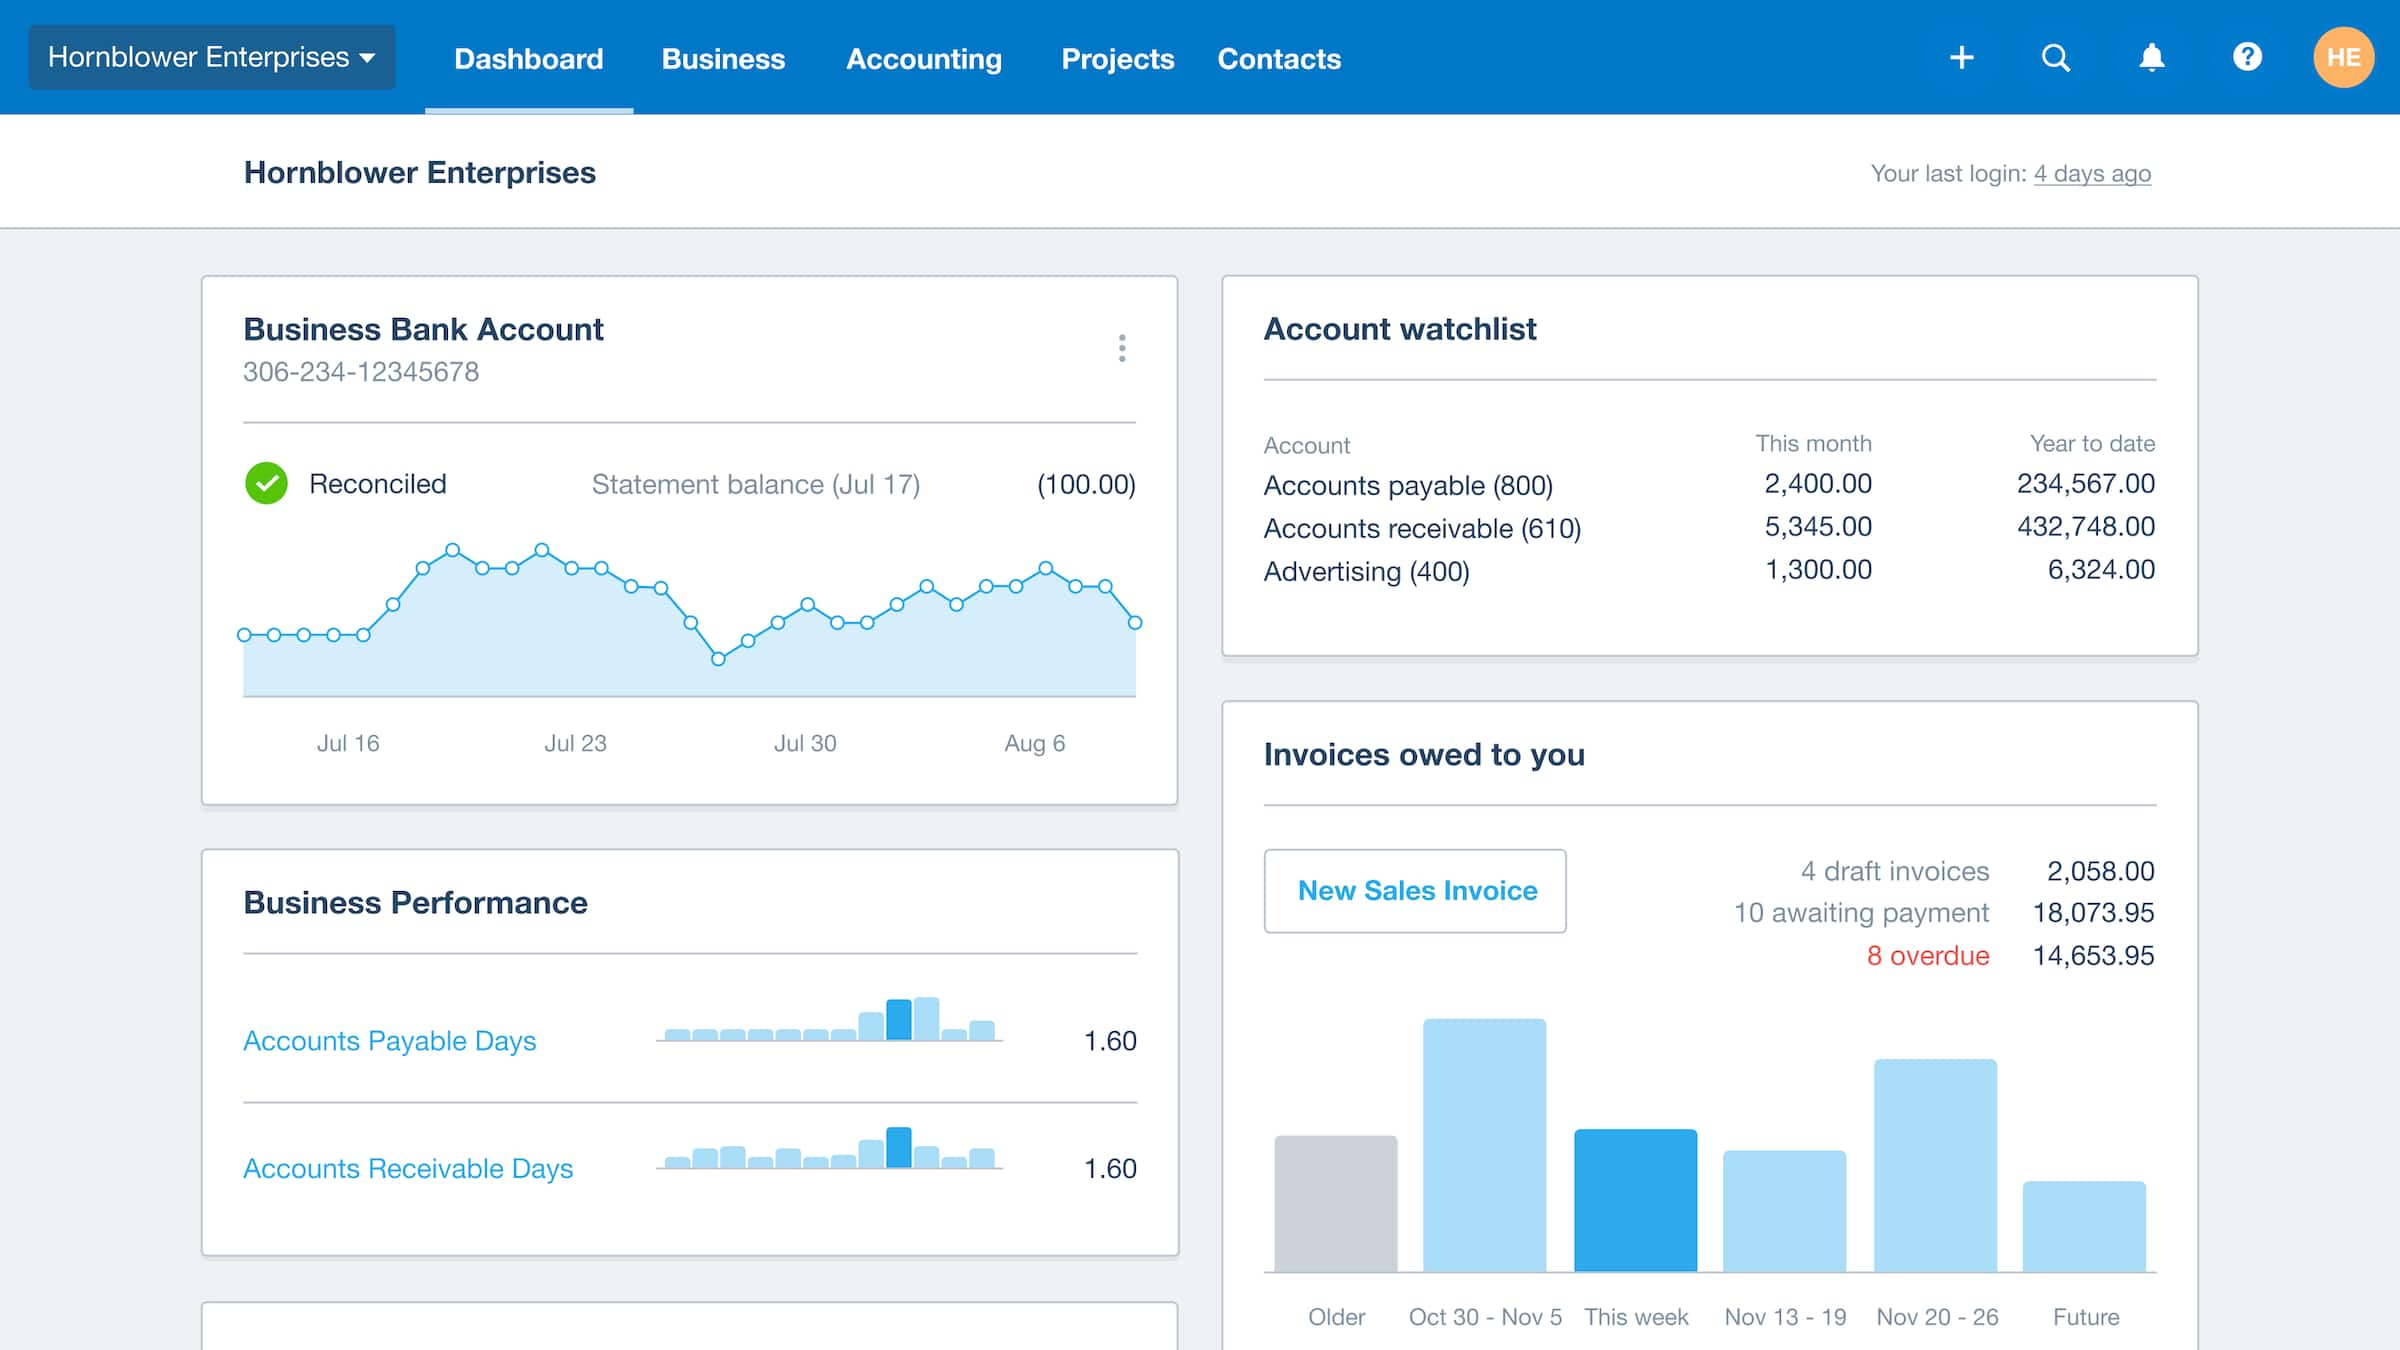 Hornblower Enterprises Dashboard Business Accounting Projects Contacts ? HE
Hornblower Enterprises Your last login: 4 days ago
Business Bank Account
306-234-12345678
Reconciled Statement balance (Jul 17) (100.00)
Jul 16 Jul 23 Jul 30 Aug 6
Business Performance
Accounts Payable Days 1.60
Accounts Receivable Days 1.60
Account watchlist
Account This month Year to date
Accounts payable (800) 2,400.00 234,567.00
Accounts receivable (610) 5,345.00 432,748.00
Advertising (400) 1,300.00 6,324.00
Invoices owed to you
New Sales Invoice
4 draft invoices 2,058.00
10 awaiting payment 18,073.95
8 overdue 14,653.95
Older Oct 30 - Nov 5 This week Nov 13 - 19 Nov 20 - 26 Future